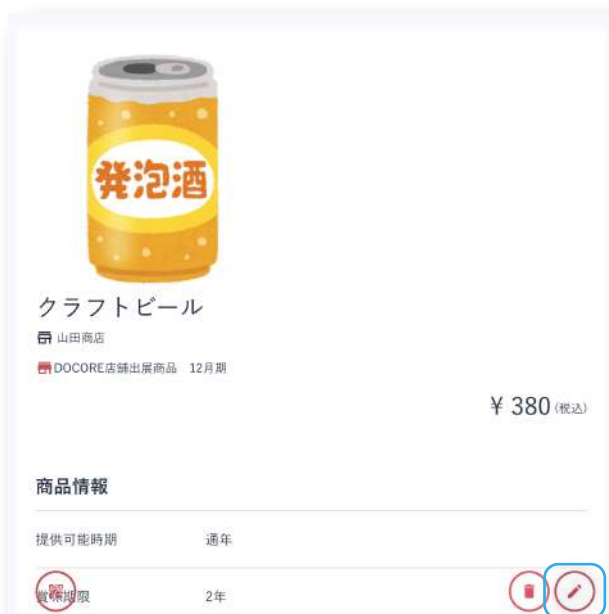 発泡酒
クラフトビール
山田商店
DOCORE店舗出展商品 12月期
¥ 380 (税込)
商品情報
提供可能時期 通年
賞味期限 2年